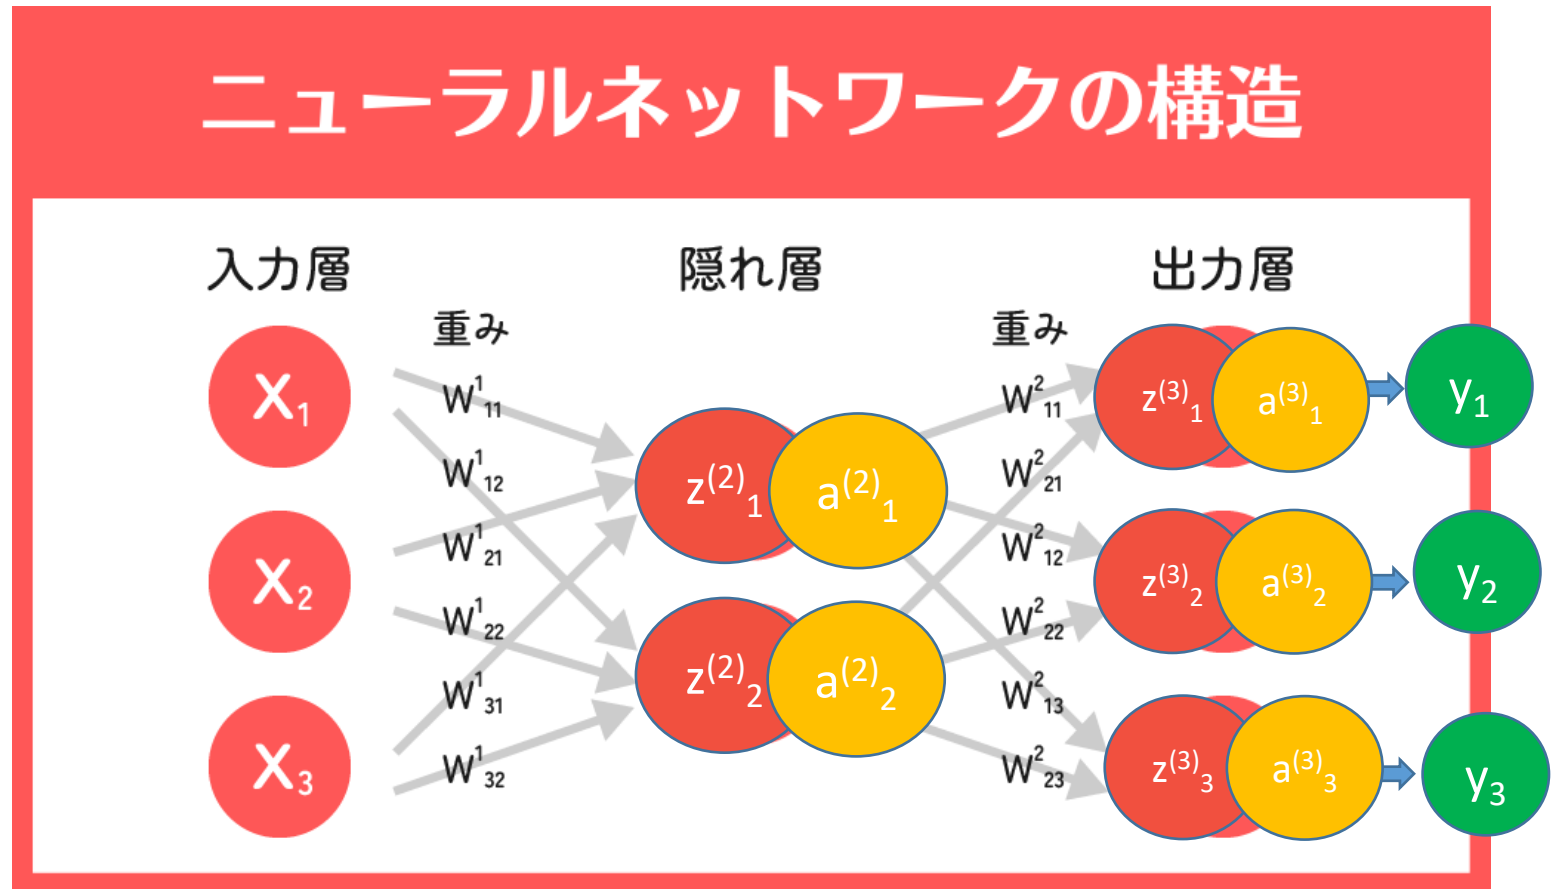 ニューラルネットワークの構造
入力層
隠れ層
出力層
重み
重み
X₁
X₂
X₃
W¹₁₁
W¹₁₂
W¹₂₁
W¹₂₂
W¹₃₁
W¹₃₂
z⁽²⁾₁
a⁽²⁾₁
z⁽²⁾₂
a⁽²⁾₂
W²₁₁
W²₂₁
W²₁₂
W²₂₂
W²₁₃
W²₂₃
z⁽³⁾₁
a⁽³⁾₁
y₁
z⁽³⁾₂
a⁽³⁾₂
y₂
z⁽³⁾₃
a⁽³⁾₃
y₃